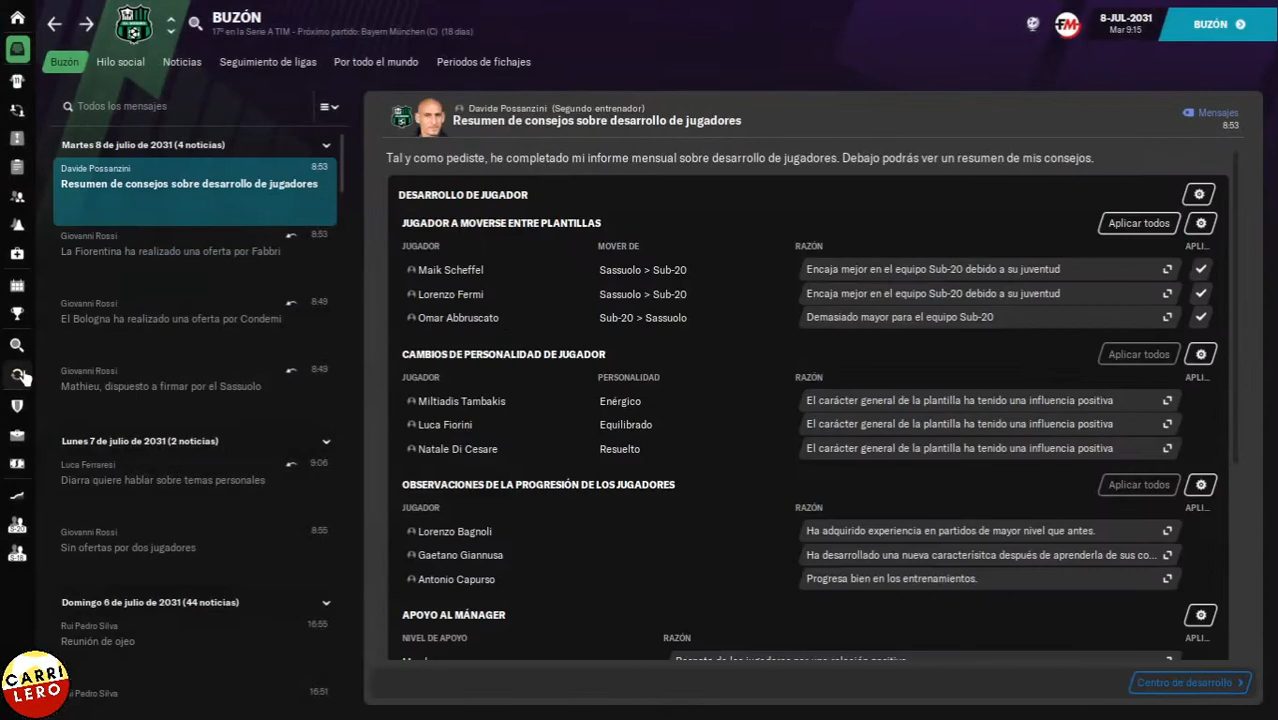 BUZÓN
17º en la Serie A TIM - Próximo partido: Bayern München (C) (18 días)
FM
8-JUL-2031
Mar 9:15
BUZÓN
Buzón
Hilo social
Noticias
Seguimiento de ligas
Por todo el mundo
Periodos de fichajes
Todos los mensajes
Martes 8 de julio de 2031 (4 noticias)
Davide Possanzini 8:53
Resumen de consejos sobre desarrollo de jugadores
Giovanni Rossi 8:53
La Fiorentina ha realizado una oferta por Fabbri
Giovanni Rossi 8:49
El Bologna ha realizado una oferta por Condemi
Giovanni Rossi 8:49
Mathieu, dispuesto a firmar por el Sassuolo
Lunes 7 de julio de 2031 (2 noticias)
Luca Ferraresi 9:06
Diarra quiere hablar sobre temas personales
Giovanni Rossi 8:55
Sin ofertas por dos jugadores
Domingo 6 de julio de 2031 (44 noticias)
Rui Pedro Silva 16:55
Reunión de ojeo
Rui Pedro Silva 16:51
S-20
S-18
CARRI
LERO
Davide Possanzini (Segundo entrenador)
Resumen de consejos sobre desarrollo de jugadores
Mensajes
8:53
Tal y como pediste, he completado mi informe mensual sobre desarrollo de jugadores. Debajo podrás ver un resumen de mis consejos.
DESARROLLO DE JUGADOR
JUGADOR A MOVERSE ENTRE PLANTILLAS Aplicar todos
JUGADOR MOVER DE RAZÓN APLI...
Maik Scheffel Sassuolo > Sub-20 Encaja mejor en el equipo Sub-20 debido a su juventud
Lorenzo Fermi Sassuolo > Sub-20 Encaja mejor en el equipo Sub-20 debido a su juventud
Omar Abbruscato Sub-20 > Sassuolo Demasiado mayor para el equipo Sub-20
CAMBIOS DE PERSONALIDAD DE JUGADOR Aplicar todos
JUGADOR PERSONALIDAD RAZÓN APLI...
Miltiadis Tambakis Enérgico El carácter general de la plantilla ha tenido una influencia positiva
Luca Fiorini Equilibrado El carácter general de la plantilla ha tenido una influencia positiva
Natale Di Cesare Resuelto El carácter general de la plantilla ha tenido una influencia positiva
OBSERVACIONES DE LA PROGRESIÓN DE LOS JUGADORES Aplicar todos
JUGADOR RAZÓN APLI...
Lorenzo Bagnoli Ha adquirido experiencia en partidos de mayor nivel que antes.
Gaetano Giannusa Ha desarrollado una nueva caracterísitca después de aprenderla de sus co...
Antonio Capurso Progresa bien en los entrenamientos.
APOYO AL MÁNAGER
NIVEL DE APOYO RAZÓN APLI...
Centro de desarrollo